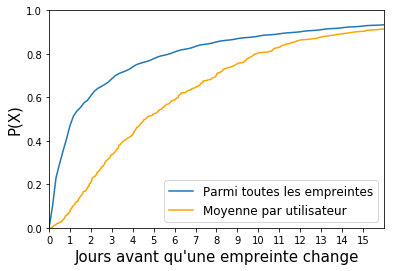 1.0
0.8
0.6
0.4
0.2
0.0
P(X)
Parmi toutes les empreintes
Moyenne par utilisateur
0 1 2 3 4 5 6 7 8 9 10 11 12 13 14 15
Jours avant qu'une empreinte change